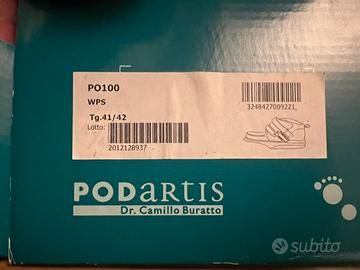 PO100
WPS
Tg.41/42
Lotto:
2012128937
3248427009221
PODartis
Dr. Camillo Buratto
subito